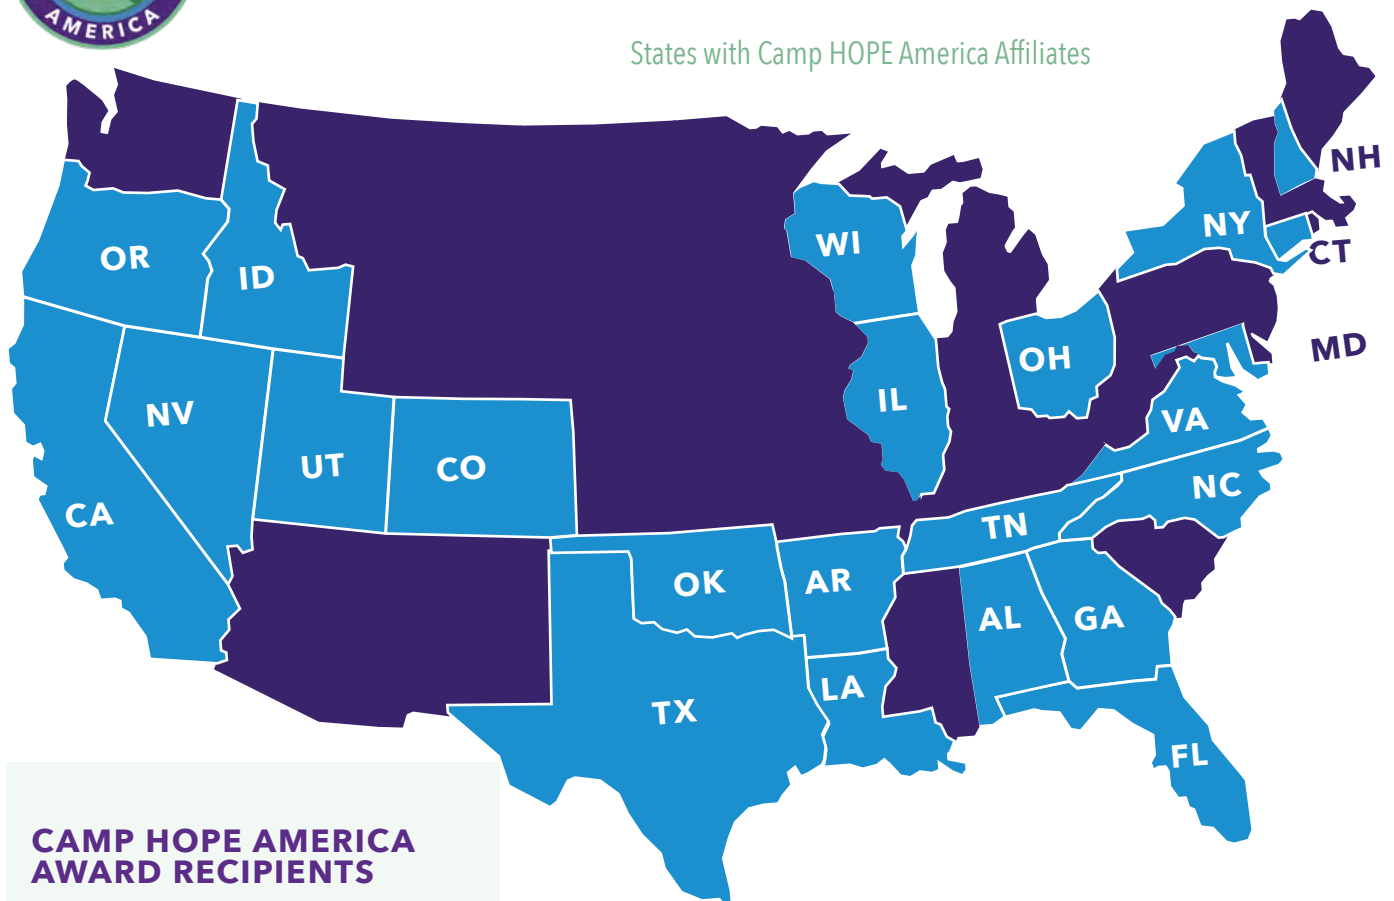 AMERICA
States with Camp HOPE America Affiliates
NH
NY
CT
OR
WI
ID
MD
OH
IL
NV
VA
UT
CO
NC
CA
TN
OK
AR
AL
GA
LA
TX
FL
CAMP HOPE AMERICA
AWARD RECIPIENTS